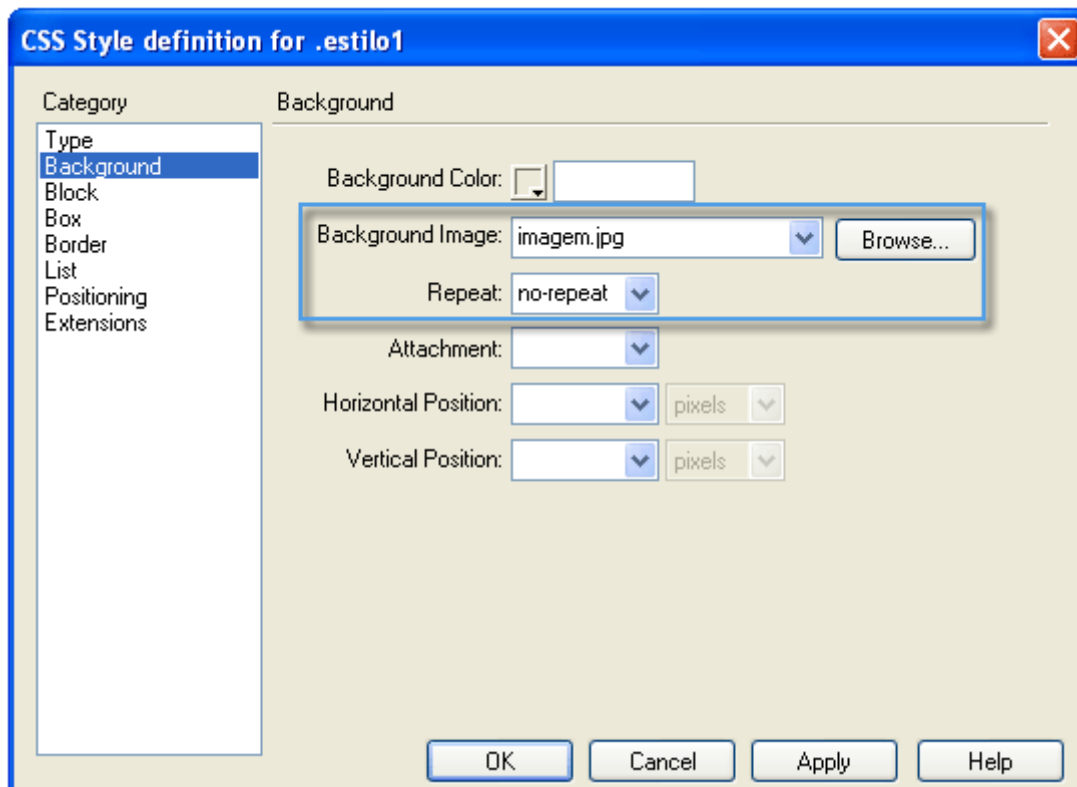 CSS Style definition for .estilo1
Category
Type
Background
Block
Box
Border
List
Positioning
Extensions
Background
Background Color:
Background Image: imagem.jpg Browse...
Repeat: no-repeat
Attachment:
Horizontal Position: pixels
Vertical Position: pixels
OK Cancel Apply Help